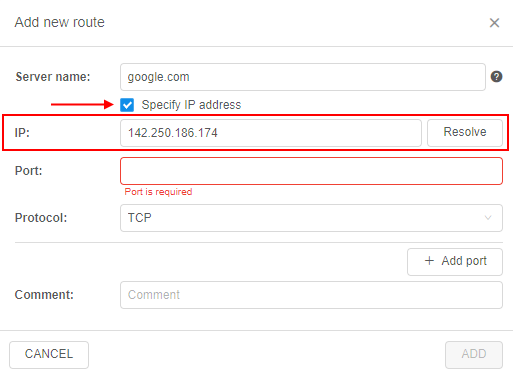 Add new route
Server name: google.com
Specify IP address
IP: 142.250.186.174 Resolve
Port:
Port is required
Protocol: TCP
+ Add port
Comment: Comment
CANCEL ADD